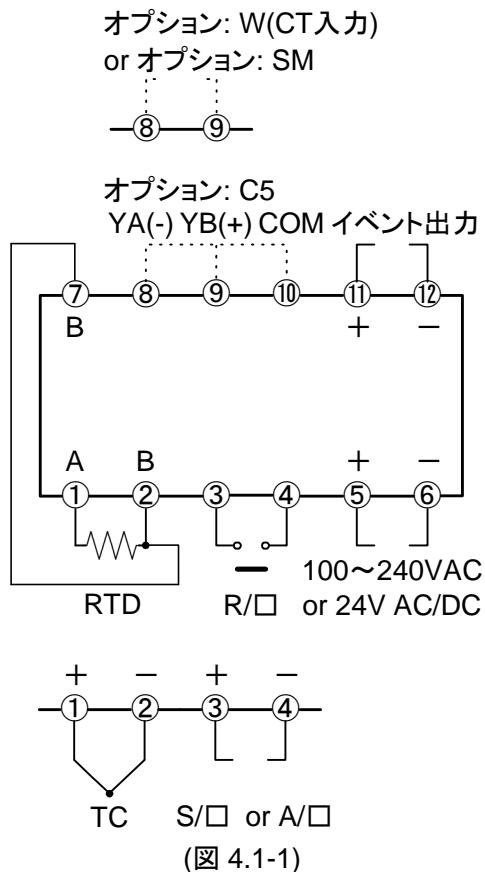 オプション: W(CT入力)
or オプション: SM
⑧ ⑨
オプション: C5
YA(-) YB(+) COM イベント出力
⑦ ⑧ ⑨ ⑩ ⑪ ⑫
B + −
A B + −
① ② ③ ④ ⑤ ⑥
100～240VAC
RTD R/□ or 24V AC/DC
+ − + −
① ② ③ ④
TC S/□ or A/□
(図 4.1-1)